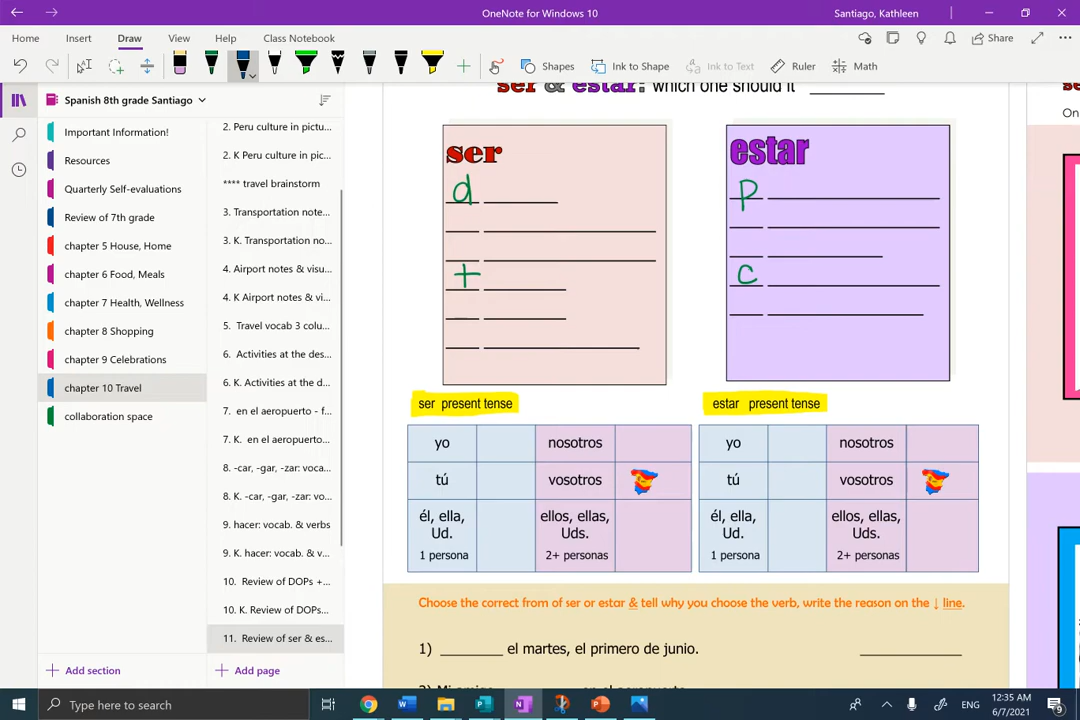 OneNote for Windows 10
Santiago, Kathleen
Home Insert Draw View Help Class Notebook
Share
Shapes Ink to Shape Ink to Text Ruler Math
Spanish 8th grade Santiago
Important Information!
Resources
Quarterly Self-evaluations
Review of 7th grade
chapter 5 House, Home
chapter 6 Food, Meals
chapter 7 Health, Wellness
chapter 8 Shopping
chapter 9 Celebrations
chapter 10 Travel
collaboration space
Add section
2. Peru culture in pictu...
2. K Peru culture in pic...
**** travel brainstorm
3. Transportation note...
3. K. Transportation no...
4. Airport notes & visu...
4. K Airport notes & vi...
5. Travel vocab 3 colu...
6. Activities at the des...
6. K. Activities at the d...
7. en el aeropuerto - f...
7. K. en el aeropuerto...
8. -car, -gar, -zar: voca...
8. K. -car, -gar, -zar: vo...
9. hacer: vocab. & verbs
9. K. hacer: vocab. & v...
10. Review of DOPs +...
10. K. Review of DOPs...
11. Review of ser & es...
Add page
ser & estar: which one should it ________
ser
d
+
estar
p
c
ser present tense
yo nosotros
tú vosotros
él, ella, Ud. ellos, ellas, Uds.
1 persona 2+ personas
estar present tense
yo nosotros
tú vosotros
él, ella, Ud. ellos, ellas, Uds.
1 persona 2+ personas
Choose the correct from of ser or estar & tell why you choose the verb, write the reason on the ↓ line.
1) _______ el martes, el primero de junio. ____________
On
Type here to search
ENG
12:35 AM
6/7/2021
9